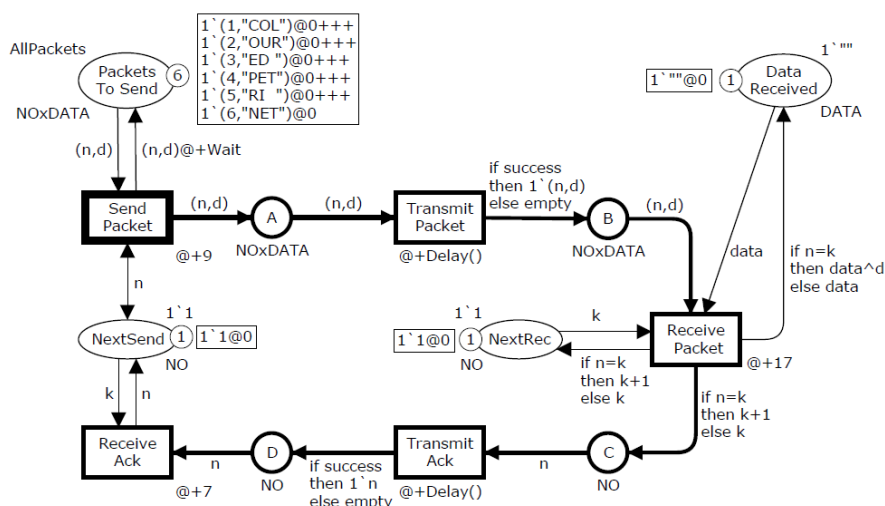 AllPackets
Packets
To Send
6
1`(1,"COL")@0+++
1`(2,"OUR")@0+++
1`(3,"ED ")@0+++
1`(4,"PET")@0+++
1`(5,"RI ")@0+++
1`(6,"NET")@0
NOxDATA
1`""
1`""@0
1
Data
Received
DATA
(n,d)
(n,d)@+Wait
Send
Packet
@+9
(n,d)
A
NOxDATA
(n,d)
Transmit
Packet
@+Delay()
if success
then 1`(n,d)
else empty
B
NOxDATA
(n,d)
data
if n=k
then data^d
else data
n
1`1
NextSend
1
1`1@0
NO
1`1
1`1@0
1
NextRec
NO
k
if n=k
then k+1
else k
Receive
Packet
@+17
if n=k
then k+1
else k
k
n
Receive
Ack
@+7
n
D
NO
if success
then 1`n
else empty
Transmit
Ack
@+Delay()
n
C
NO